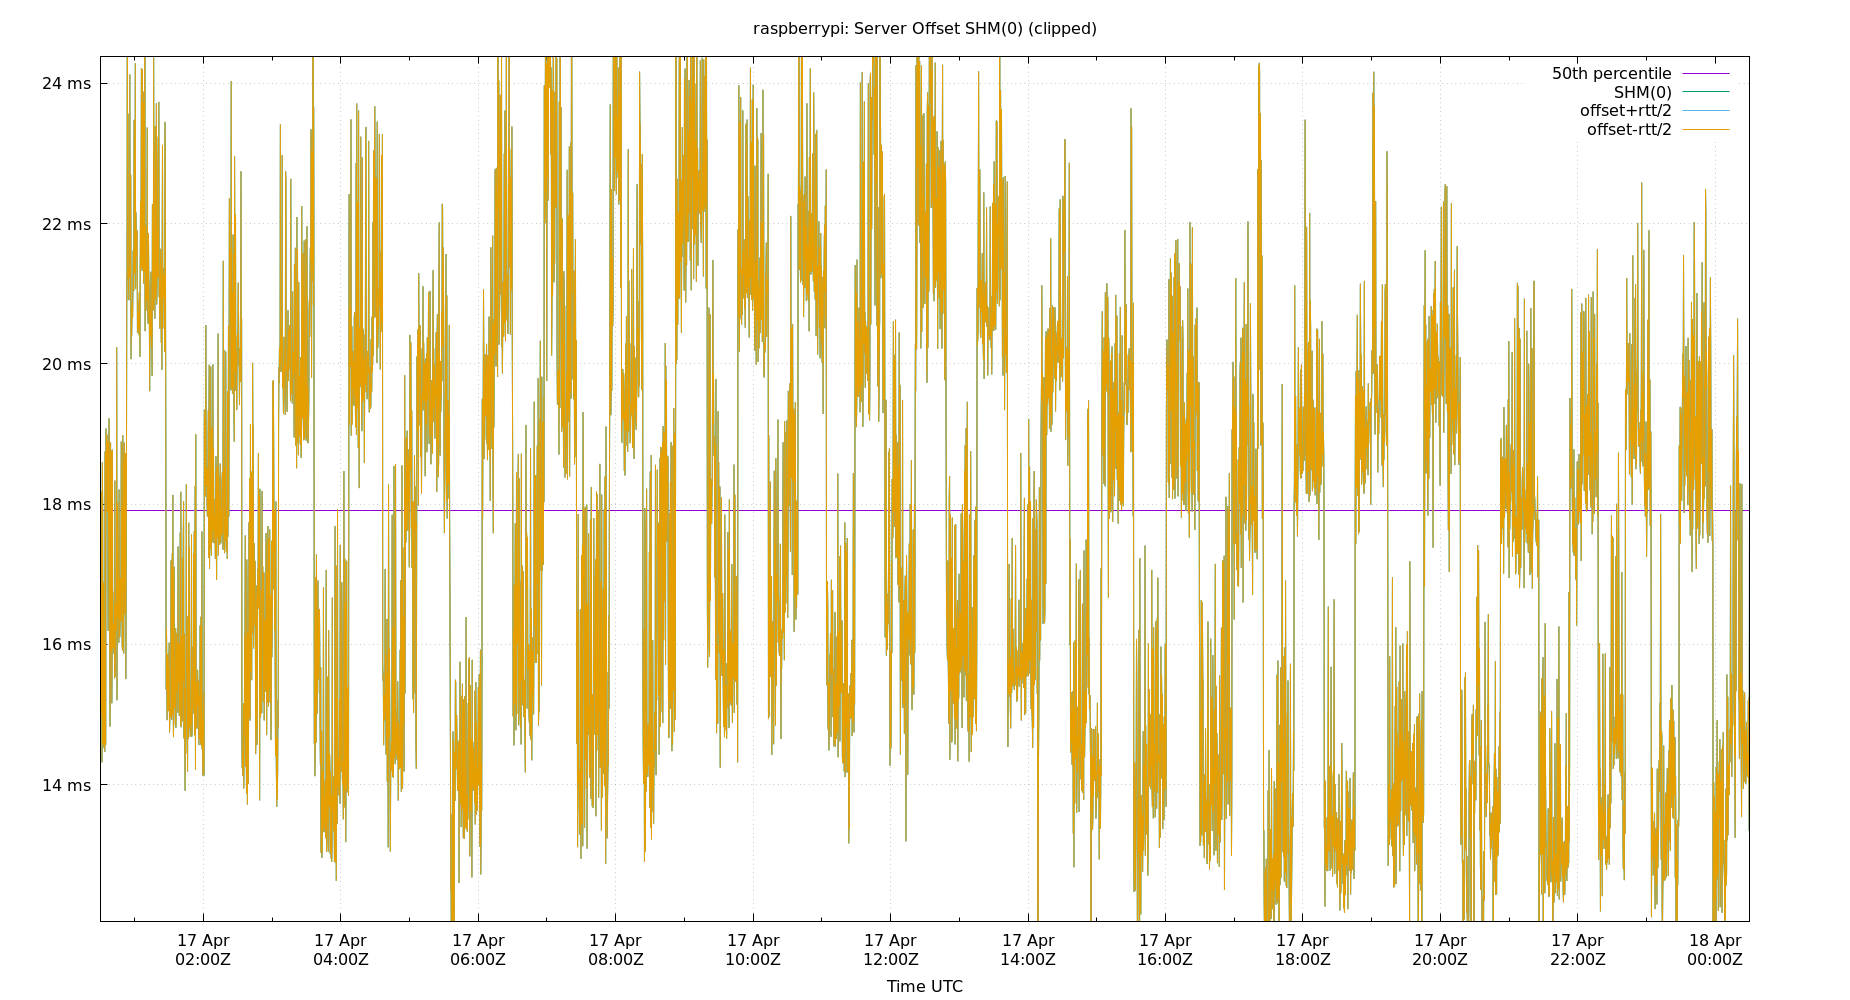 raspberrypi: Server Offset SHM(0) (clipped)
50th percentile
SHM(0)
offset+rtt/2
offset-rtt/2
24 ms
22 ms
20 ms
18 ms
16 ms
14 ms
17 Apr 17 Apr 17 Apr 17 Apr 17 Apr 17 Apr 17 Apr 17 Apr 17 Apr 17 Apr 17 Apr 18 Apr
02:00Z 04:00Z 06:00Z 08:00Z 10:00Z 12:00Z 14:00Z 16:00Z 18:00Z 20:00Z 22:00Z 00:00Z
Time UTC